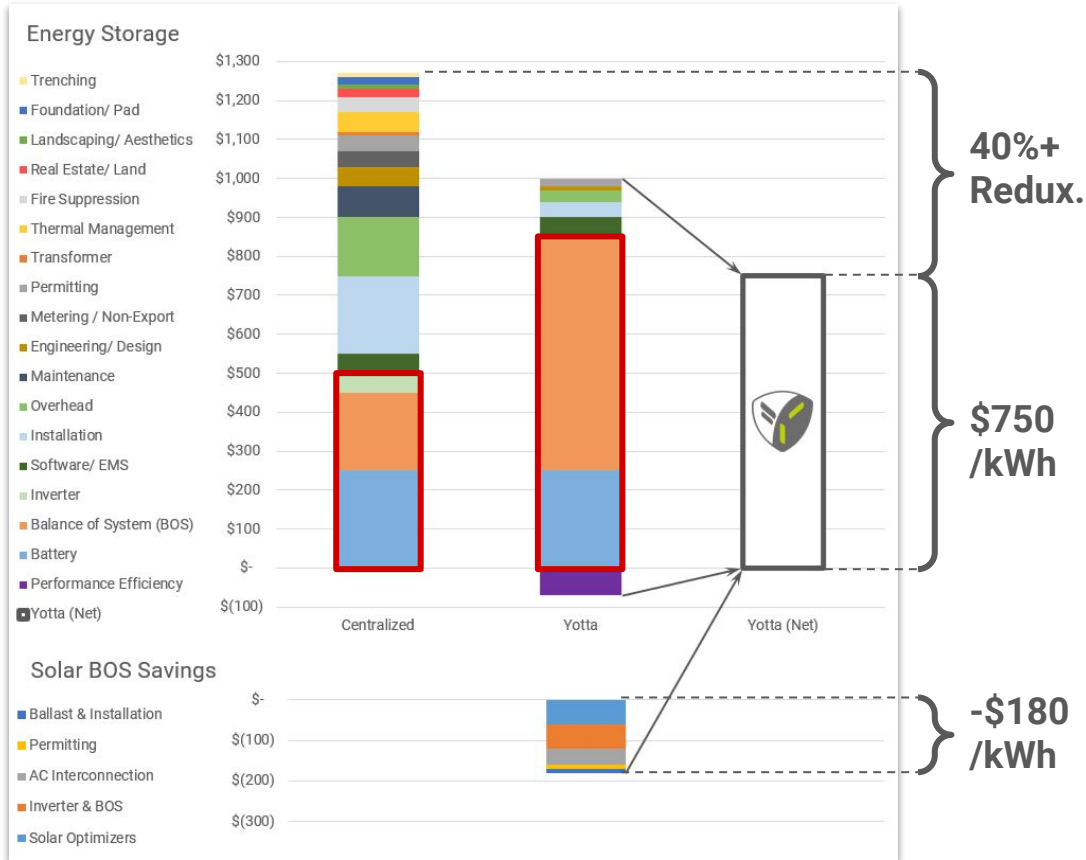 Energy Storage
Trenching
Foundation/ Pad
Landscaping/ Aesthetics
Real Estate/ Land
Fire Suppression
Thermal Management
Transformer
Permitting
Metering / Non-Export
Engineering/ Design
Maintenance
Overhead
Installation
Software/ EMS
Inverter
Balance of System (BOS)
Battery
Performance Efficiency
Yotta (Net)
$1,300
$1,200
$1,100
$1,000
$900
$800
$700
$600
$500
$400
$300
$200
$100
$-
$(100)
Centralized
Yotta
Yotta (Net)
40%+
Redux.
$750
/kWh
Solar BOS Savings
Ballast & Installation
Permitting
AC Interconnection
Inverter & BOS
Solar Optimizers
$-
$(100)
$(200)
$(300)
-$180
/kWh